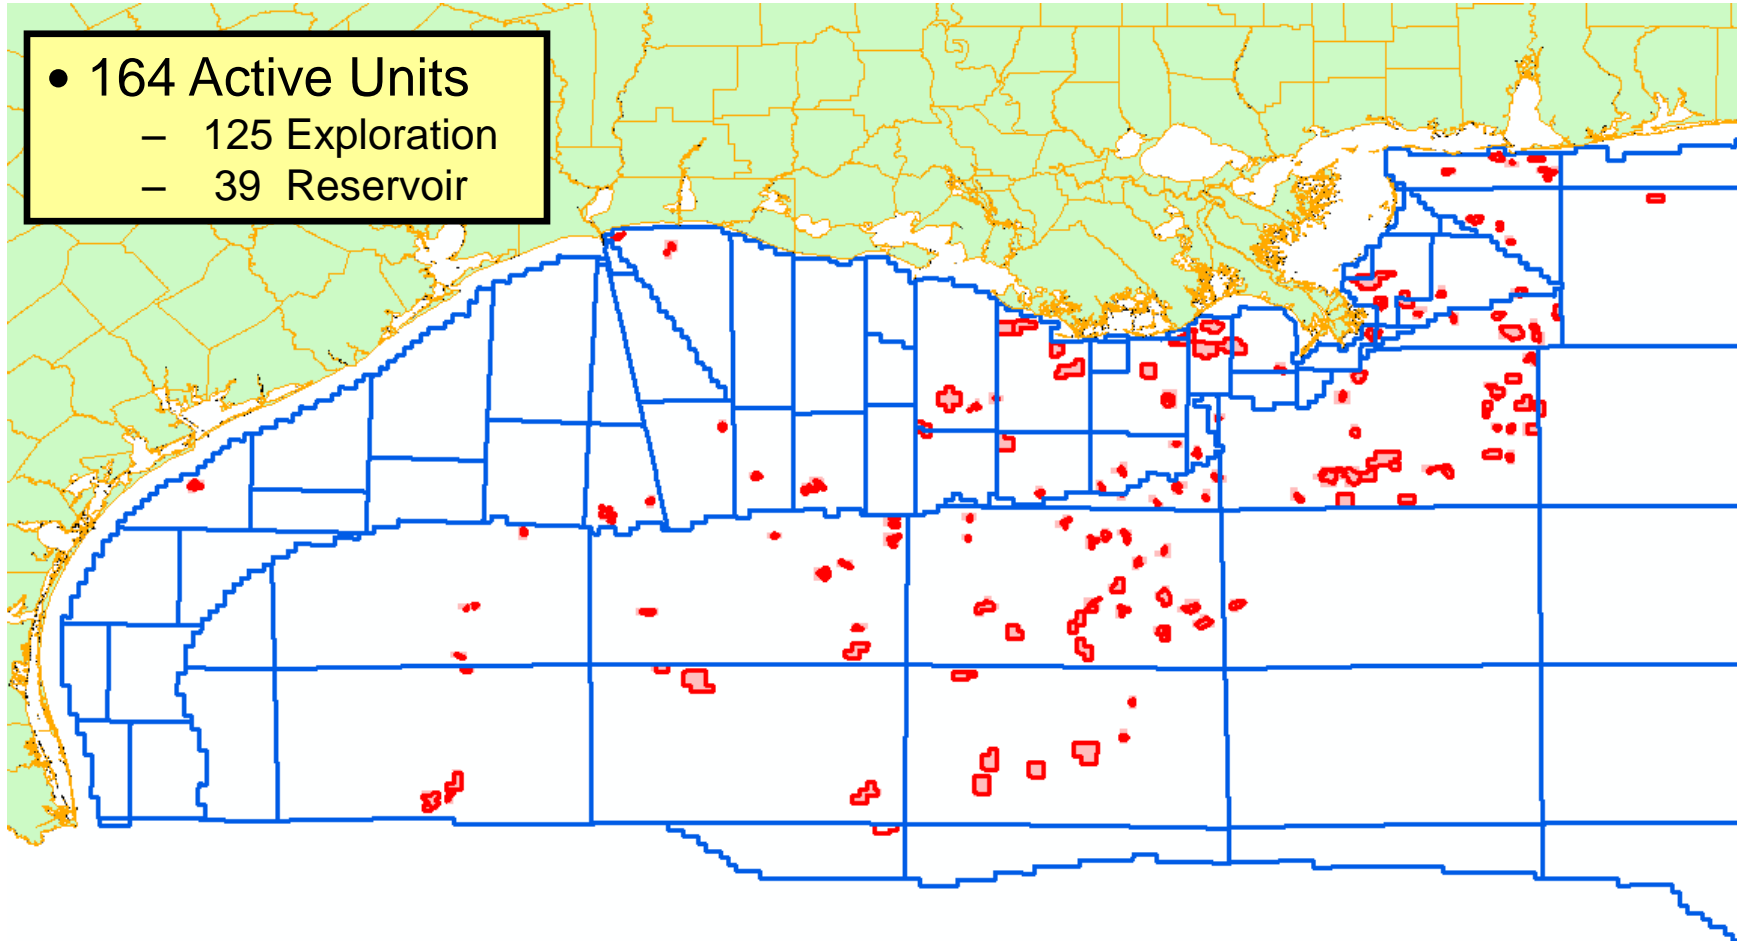 • 164 Active Units
– 125 Exploration
– 39 Reservoir